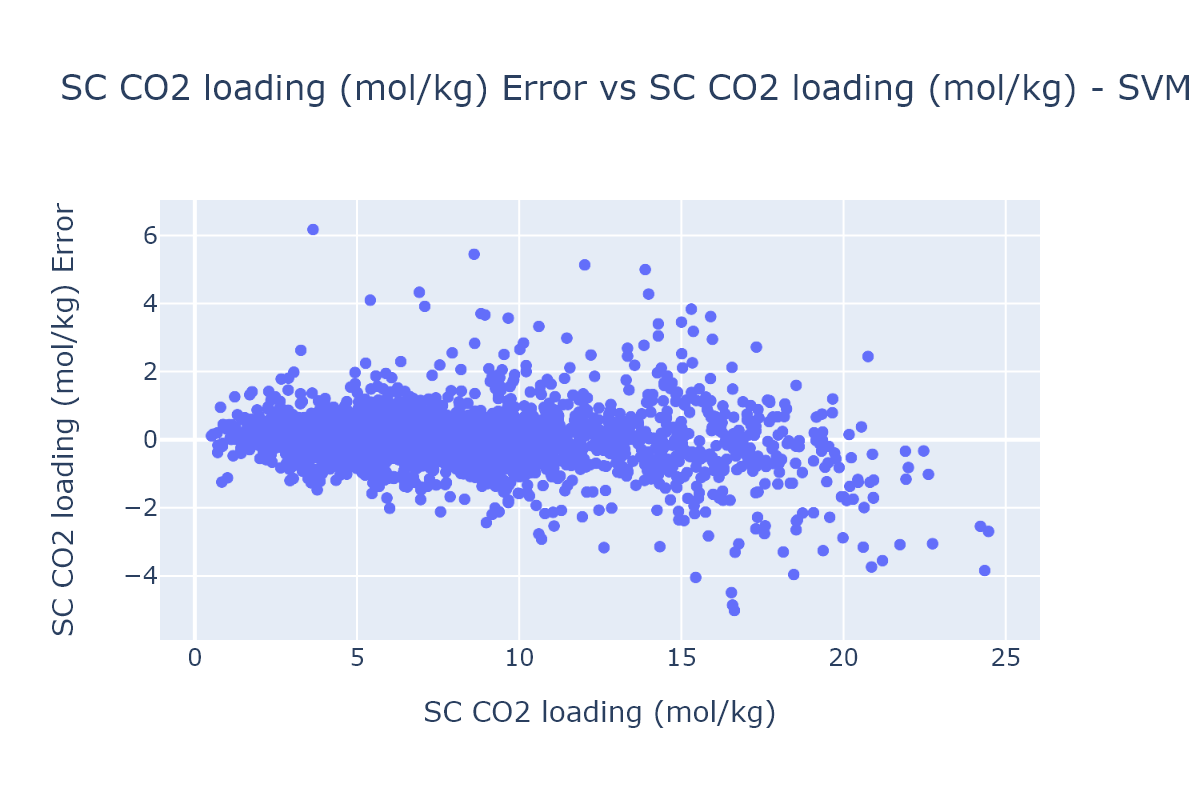 SC CO2 loading (mol/kg) Error vs SC CO2 loading (mol/kg) - SVM
SC CO2 loading (mol/kg) Error
6
4
2
0
−2
−4
0 5 10 15 20 25
SC CO2 loading (mol/kg)